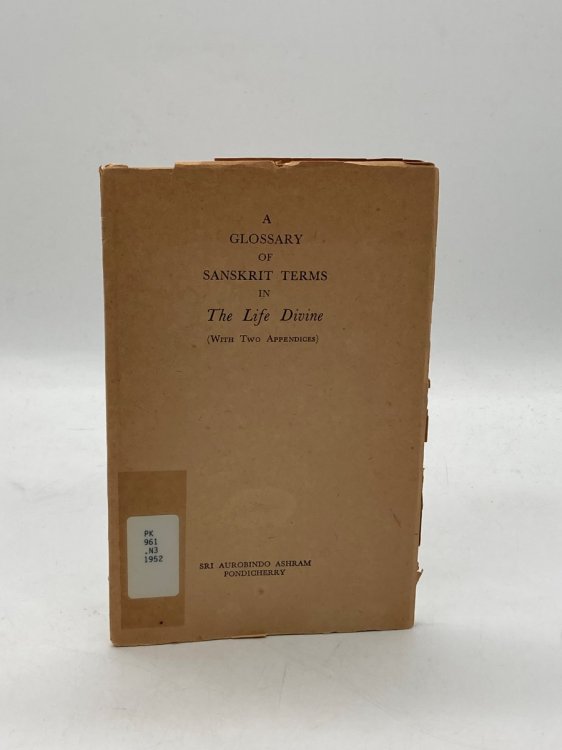 A
GLOSSARY
OF
SANSKRIT TERMS
IN
The Life Divine
(With Two Appendices)
PK
961
.N3
1952
SRI AUROBINDO ASHRAM
PONDICHERRY